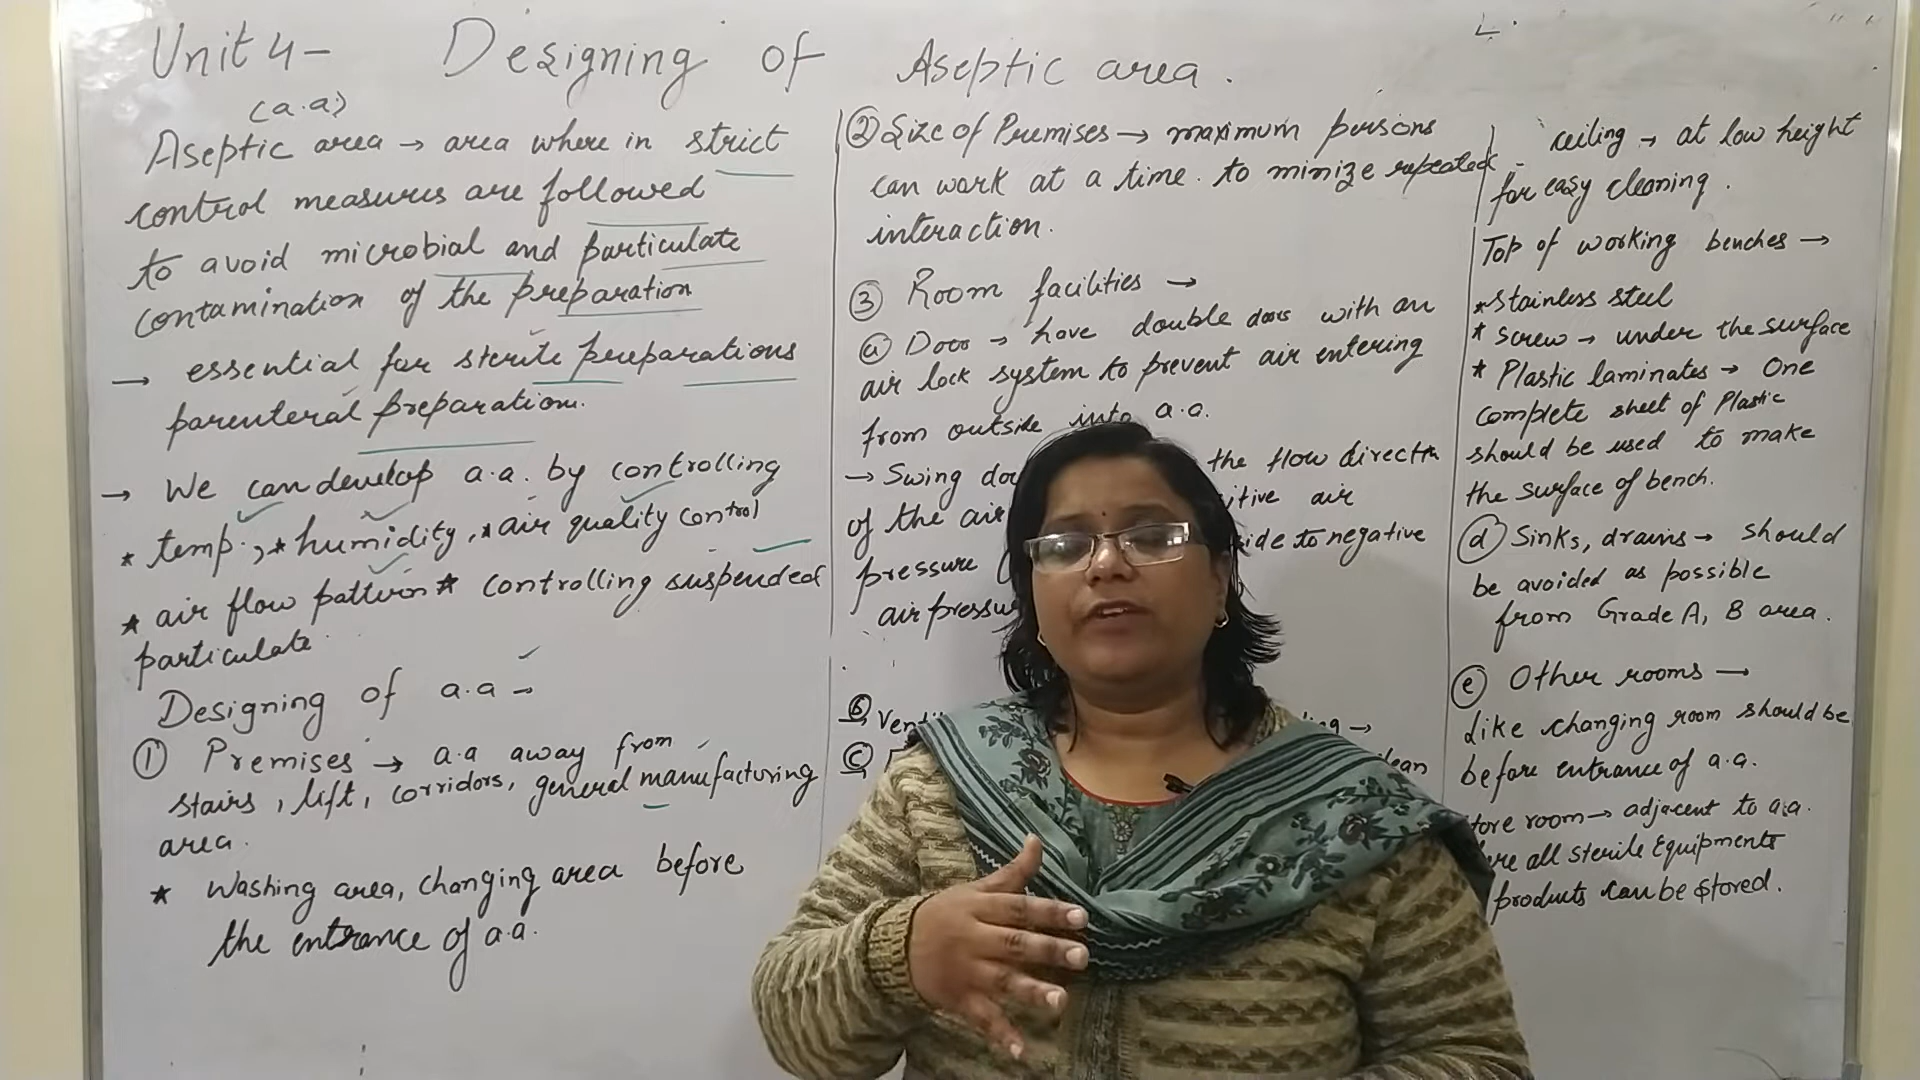 Unit 4 - Designing of Aseptic area.
(a.a)
Aseptic area → area where in strict
control measures are followed
to avoid microbial and particulate
contamination of the preparation
→ essential for sterile preparations
parenteral preparation.
→ We can develop a.a. by controlling
* temp., * humidity, * air quality control
* air flow pattern * controlling suspended
particulate
Designing of a.a →
① Premises → a.a away from
stairs, lift, corridors, general manufacturing
area.
* Washing area, changing area before
the entrance of a.a.
② Size of Premises → maximum persons
can work at a time. to minize repeated
interaction.
③ Room facilities →
ⓐ Door → have double doors with an
air lock system to prevent air entering
from outside into a.a.
→ Swing the flow directn
of the air air
pressure to negative
air
ⓑ
ⓒ
ceiling → at low height
for easy cleaning.
Top of working benches →
* stainless steel
* screw → under the surface
* Plastic laminates → One
complete sheet of Plastic
should be used to make
the surface of bench.
ⓓ Sinks, drains → should
be avoided as possible
from Grade A, B area.
ⓔ Other rooms →
like changing room should be
before entrance of a.a.
room → adjacent to a.a.
all sterile Equipments
products can be stored.